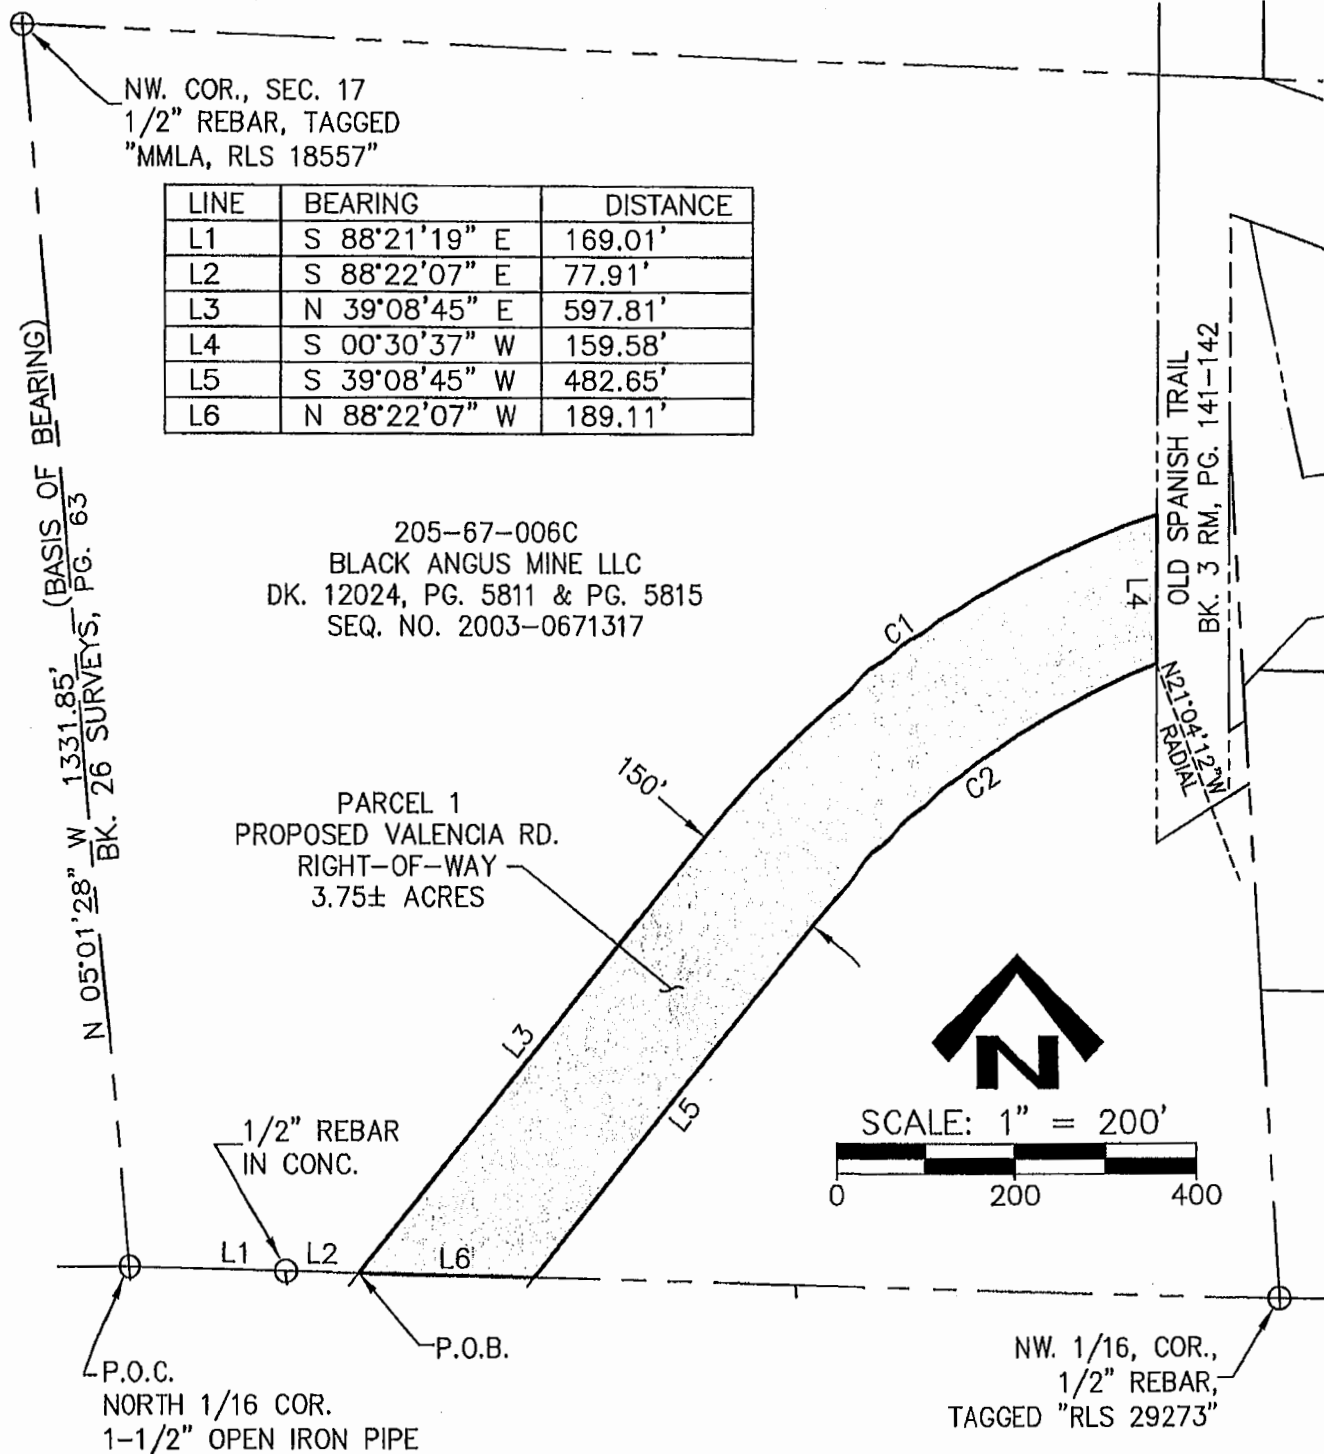 NW. COR., SEC. 17
1/2" REBAR, TAGGED
"MMLA, RLS 18557"
LINE BEARING DISTANCE
L1 S 88°21'19" E 169.01'
L2 S 88°22'07" E 77.91'
L3 N 39°08'45" E 597.81'
L4 S 00°30'37" W 159.58'
L5 S 39°08'45" W 482.65'
L6 N 88°22'07" W 189.11'
N 05°01'28" W 1331.85' (BASIS OF BEARING)
BK. 26 SURVEYS, PG. 63
205-67-006C
BLACK ANGUS MINE LLC
DK. 12024, PG. 5811 & PG. 5815
SEQ. NO. 2003-0671317
OLD SPANISH TRAIL
BK. 3 RM, PG. 141-142
L4
C1
N21°04'12"W
RADIAL
C2
150'
PARCEL 1
PROPOSED VALENCIA RD.
RIGHT-OF-WAY
3.75± ACRES
L3
L5
N
SCALE: 1" = 200'
0 200 400
1/2" REBAR
IN CONC.
L1 L2 L6
P.O.B.
P.O.C.
NORTH 1/16 COR.
1-1/2" OPEN IRON PIPE
NW. 1/16, COR.,
1/2" REBAR,
TAGGED "RLS 29273"